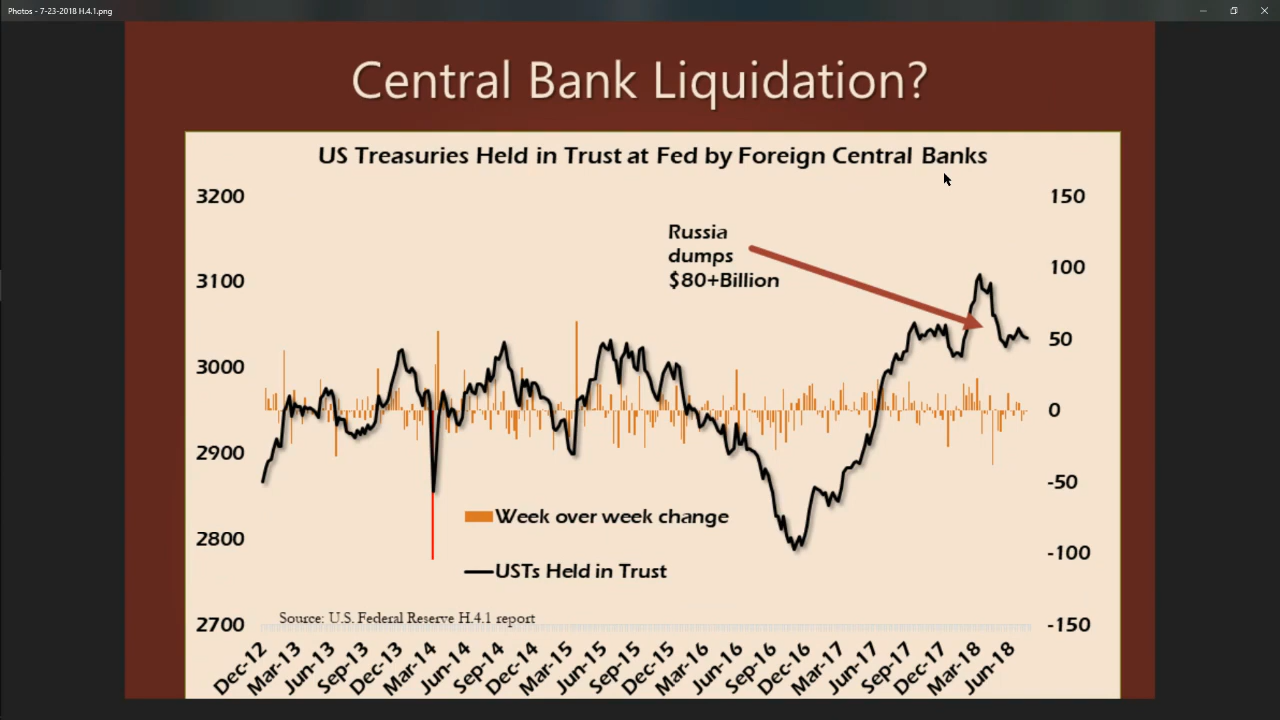 Photos - 7-23-2018 H.4.1.png
Central Bank Liquidation?
US Treasuries Held in Trust at Fed by Foreign Central Banks
3200
3100
3000
2900
2800
2700
150
100
50
0
-50
-100
-150
Russia
dumps
$80+Billion
Week over week change
USTs Held in Trust
Source: U.S. Federal Reserve H.4.1 report
Dec-12
Mar-13
Jun-13
Sep-13
Dec-13
Mar-14
Jun-14
Sep-14
Dec-14
Mar-15
Jun-15
Sep-15
Dec-15
Mar-16
Jun-16
Sep-16
Dec-16
Mar-17
Jun-17
Sep-17
Dec-17
Mar-18
Jun-18